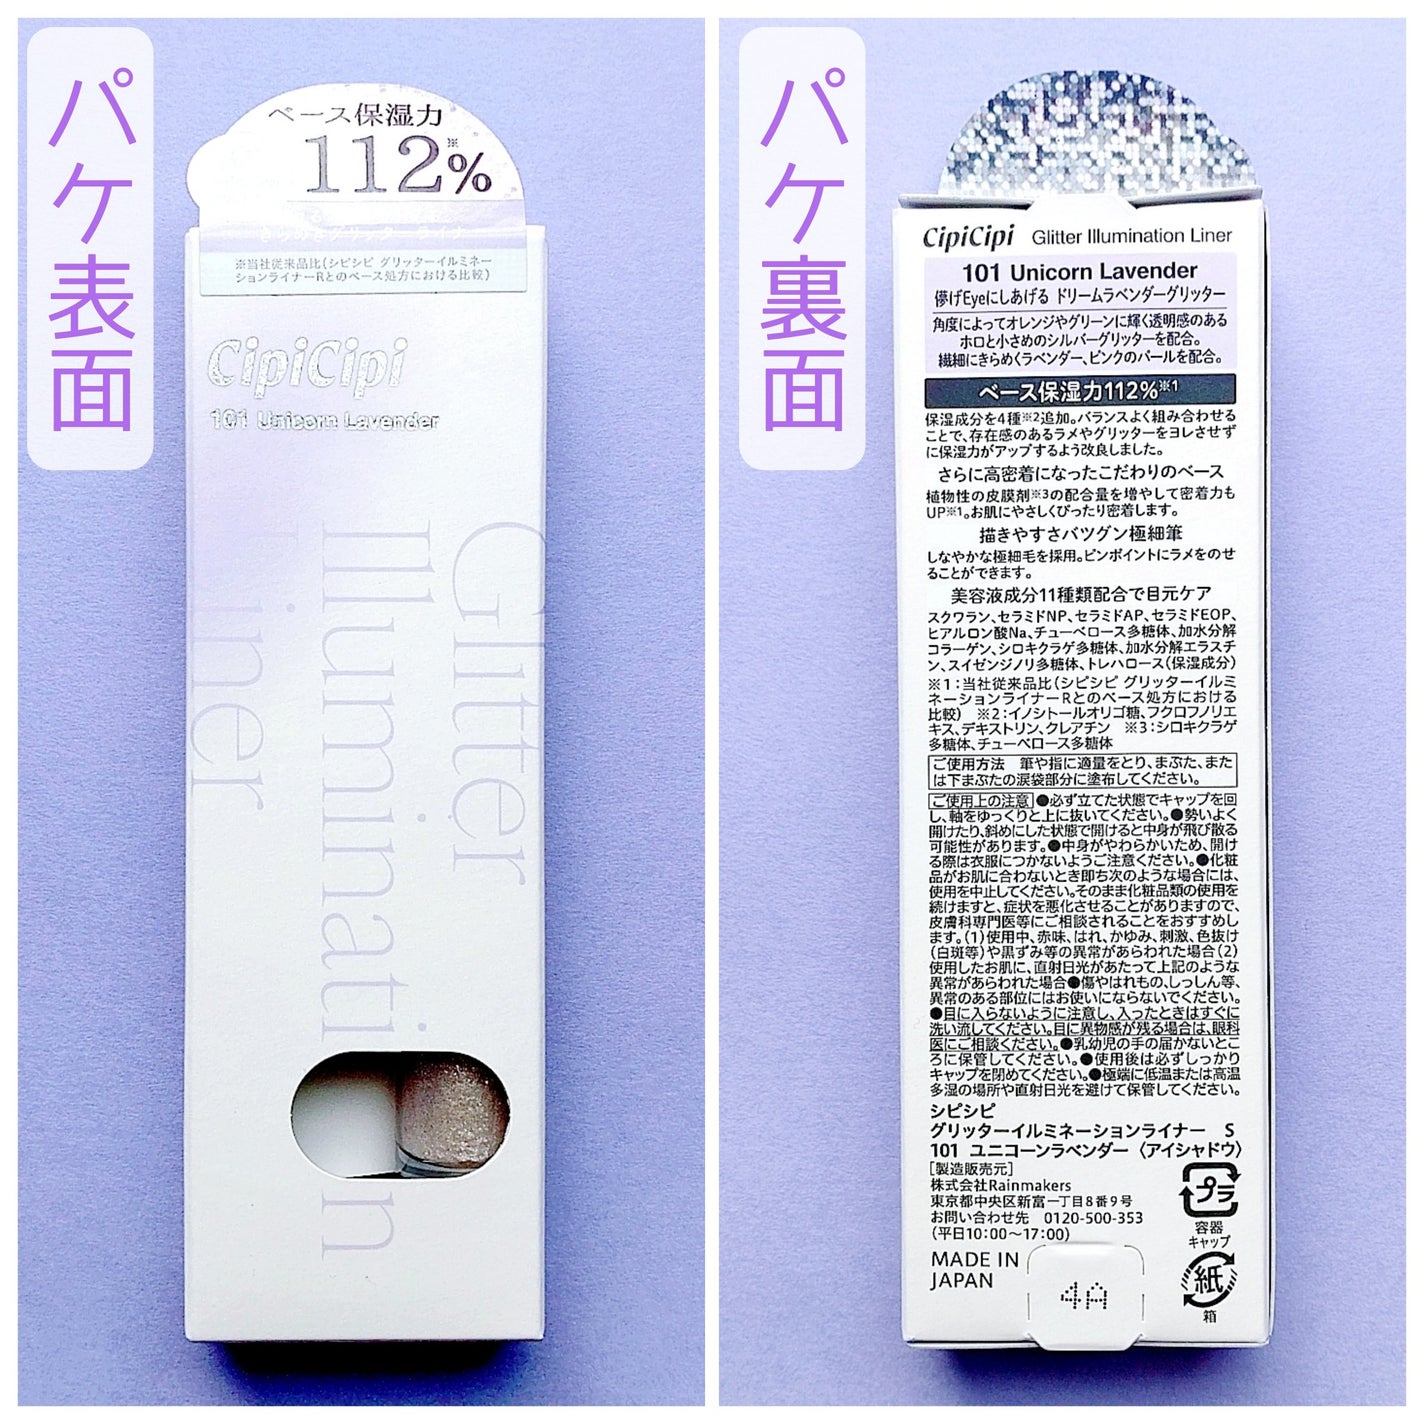 パケ表面
ベース保湿力
112※%
きらめきグリッターライナー
※当社従来品比(シピシピ グリッターイルミネー
ションライナーRとのベース処方における比較)
CipiCipi
101 Unicorn Lavender
Glitter
Illumination
Liner
パケ裏面
CipiCipi Glitter Illumination Liner
101 Unicorn Lavender
儚げEyeにしあげる ドリームラベンダーグリッター
角度によってオレンジやグリーンに輝く透明感のある
ホロと小さめのシルバーグリッターを配合。
繊細にきらめくラベンダー、ピンクのパールを配合。
ベース保湿力112%※1
保湿成分を4種※2追加。バランスよく組み合わせる
ことで、存在感のあるラメやグリッターをヨレさせず
に保湿力がアップするよう改良しました。
さらに高密着になったこだわりのベース
植物性の皮膜剤※3の配合量を増やして密着力も
UP※1。お肌にやさしくぴったり密着します。
描きやすさバツグン極細筆
しなやかな極細毛を採用。ピンポイントにラメをのせ
ることができます。
美容液成分11種類配合で目元ケア
スクワラン、セラミドNP、セラミドAP、セラミドEOP、
ヒアルロン酸Na、チューベロース多糖体、加水分解
コラーゲン、シロキクラゲ多糖体、加水分解エラスチ
ン、スイゼンジノリ多糖体、トレハロース(保湿成分)
※1:当社従来品比(シピシピ グリッターイルミ
ネーションライナーRとのベース処方における
比較) ※2:イノシトールオリゴ糖、フクロフノリエ
キス、デキストリン、クレアチン ※3:シロキクラゲ
多糖体、チューベロース多糖体
ご使用方法 筆や指に適量をとり、まぶた、また
は下まぶたの涙袋部分に塗布してください。
ご使用上の注意 ●必ず立てた状態でキャップを回
し、軸をゆっくりと上に抜いてください。●勢いよく
開けたり、斜めにした状態で開けると中身が飛び散る
可能性があります。●中身がやわらかいため、開け
る際は衣服につかないようご注意ください。●化粧
品がお肌に合わないとき即ち次のような場合には、
使用を中止してください。そのまま化粧品類の使用を
続けますと、症状を悪化させることがありますので、
皮膚科専門医等にご相談されることをおすすめし
ます。(1)使用中、赤味、はれ、かゆみ、刺激、色抜け
(白斑等)や黒ずみ等の異常があらわれた場合(2)
使用したお肌に、直射日光があたって上記のような
異常があらわれた場合●傷やはれもの、しっしん等、
異常のある部位にはお使いにならないでください。
●目に入らないように注意し、入ったときはすぐに
洗い流してください。目に異物感が残る場合は、眼科
医にご相談ください。●乳幼児の手の届かないとこ
ろに保管してください。●使用後は必ずしっかり
キャップを閉めてください。●極端に低温または高温
多湿の場所や直射日光を避けて保管してください。
シピシピ
グリッターイルミネーションライナー S
101 ユニコーンラベンダー〈アイシャドウ〉
[製造販売元]
株式会社Rainmakers
東京都中央区新富一丁目8番9号
お問い合わせ先 0120-500-353
(平日10:00~17:00)
MADE IN
JAPAN
4A
プラ
容器
キャップ
紙
箱